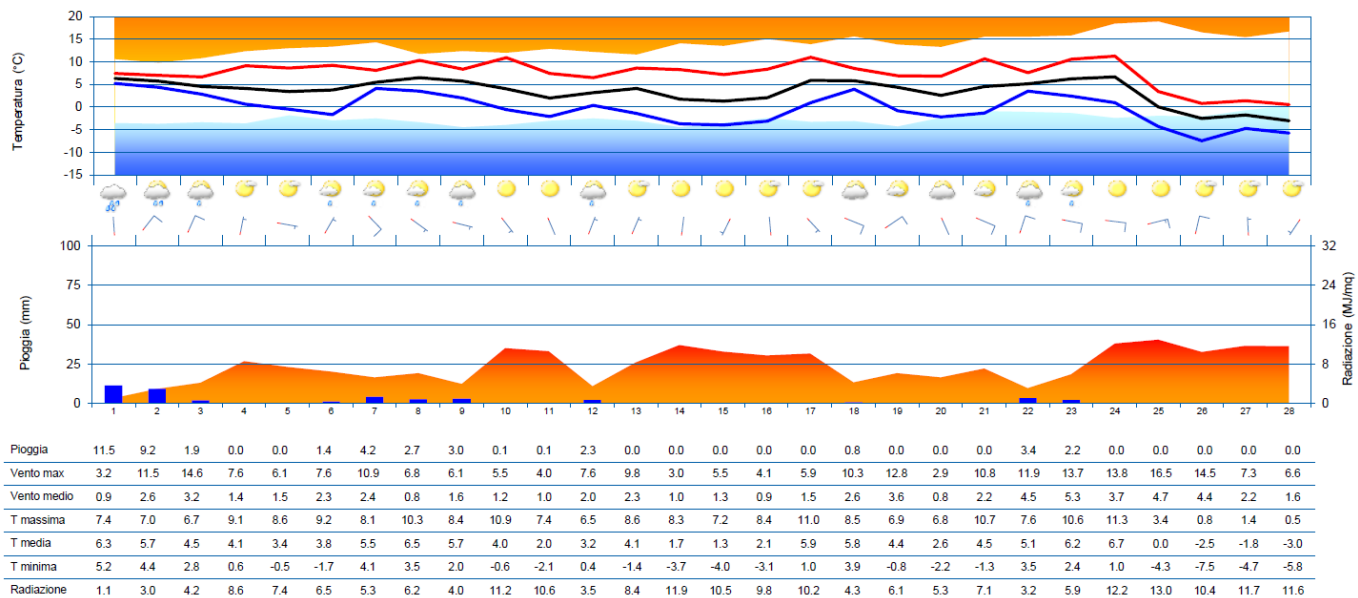 Temperatura (°C)
20
15
10
5
0
-5
-10
-15
Pioggia (mm)
100
75
50
25
0
Radiazione (MJ/mq)
32
24
16
8
0
1 2 3 4 5 6 7 8 9 10 11 12 13 14 15 16 17 18 19 20 21 22 23 24 25 26 27 28
Pioggia 11.5 9.2 1.9 0.0 0.0 1.4 4.2 2.7 3.0 0.1 0.1 2.3 0.0 0.0 0.0 0.0 0.0 0.8 0.0 0.0 0.0 3.4 2.2 0.0 0.0 0.0 0.0 0.0
Vento max 3.2 11.5 14.6 7.6 6.1 7.6 10.9 6.8 6.1 5.5 4.0 7.6 9.8 3.0 5.5 4.1 5.9 10.3 12.8 2.9 10.8 11.9 13.7 13.8 16.5 14.5 7.3 6.6
Vento medio 0.9 2.6 3.2 1.4 1.5 2.3 2.4 0.8 1.6 1.2 1.0 2.0 2.3 1.0 1.3 0.9 1.5 2.6 3.6 0.8 2.2 4.5 5.3 3.7 4.7 4.4 2.2 1.6
T massima 7.4 7.0 6.7 9.1 8.6 9.2 8.1 10.3 8.4 10.9 7.4 6.5 8.6 8.3 7.2 8.4 11.0 8.5 6.9 6.8 10.7 7.6 10.6 11.3 3.4 0.8 1.4 0.5
T media 6.3 5.7 4.5 4.1 3.4 3.8 5.5 6.5 5.7 4.0 2.0 3.2 4.1 1.7 1.3 2.1 5.9 5.8 4.4 2.6 4.5 5.1 6.2 6.7 0.0 -2.5 -1.8 -3.0
T minima 5.2 4.4 2.8 0.6 -0.5 -1.7 4.1 3.5 2.0 -0.6 -2.1 0.4 -1.4 -3.7 -4.0 -3.1 1.0 3.9 -0.8 -2.2 -1.3 3.5 2.4 1.0 -4.3 -7.5 -4.7 -5.8
Radiazione 1.1 3.0 4.2 8.6 7.4 6.5 5.3 6.2 4.0 11.2 10.6 3.5 8.4 11.9 10.5 9.8 10.2 4.3 6.1 5.3 7.1 3.2 5.9 12.2 13.0 10.4 11.7 11.6